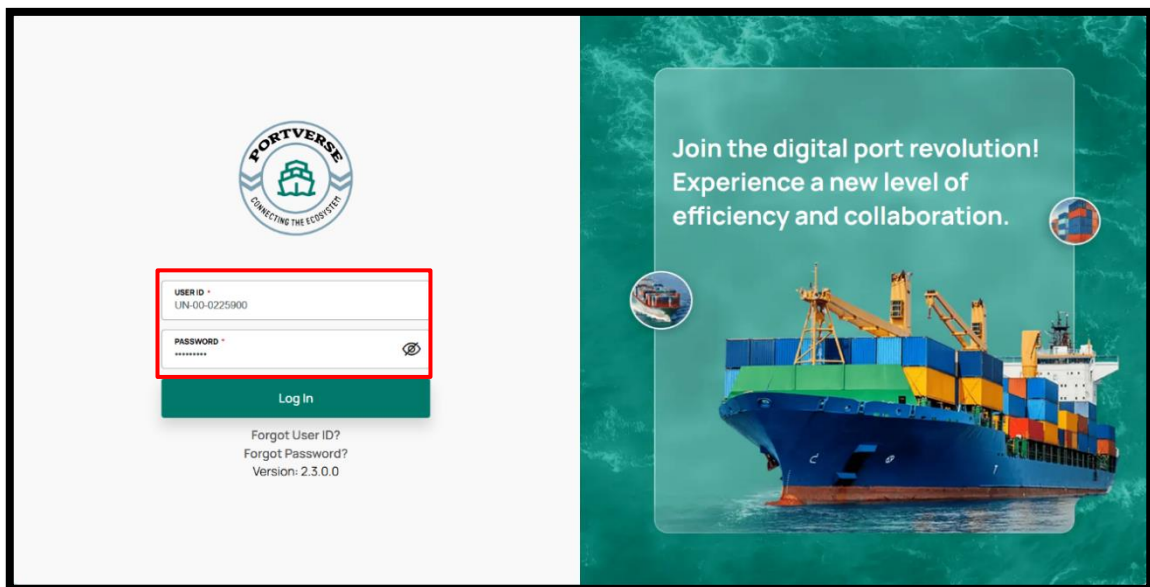 PORTVERSE
CONNECTING THE ECOSYSTEM
USER ID *
UN-00-0225900
PASSWORD *
•••••••••
Log In
Forgot User ID?
Forgot Password?
Version: 2.3.0.0
Join the digital port revolution!
Experience a new level of
efficiency and collaboration.